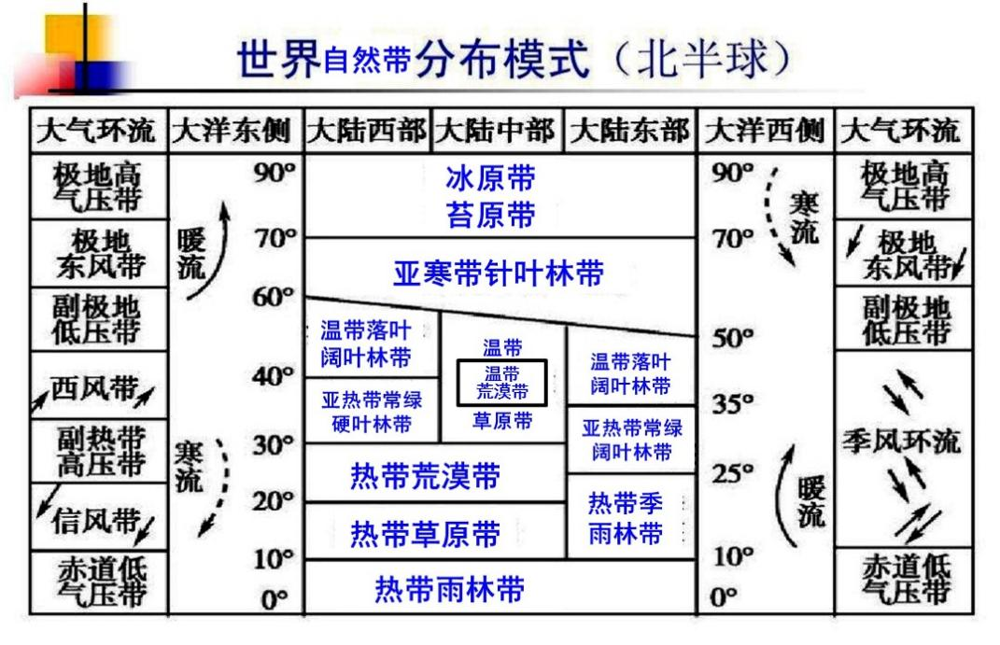 世界自然带分布模式（北半球）
大气环流 大洋东侧 大陆西部 大陆中部 大陆东部 大洋西侧 大气环流
极地高
气压带
极地
东风带
副极地
低压带
西风带
副热带
高压带
信风带
赤道低
气压带
暖流
寒流
90°
70°
60°
40°
30°
20°
10°
0°
冰原带
苔原带
亚寒带针叶林带
温带落叶
阔叶林带
亚热带常绿
硬叶林带
温带
温带
荒漠带
草原带
温带落叶
阔叶林带
亚热带常绿
阔叶林带
热带荒漠带
热带草原带
热带季
雨林带
热带雨林带
90°
70°
50°
35°
25°
10°
0°
寒流
暖流
极地高
气压带
极地
东风带
副极地
低压带
季风环流
赤道低
气压带